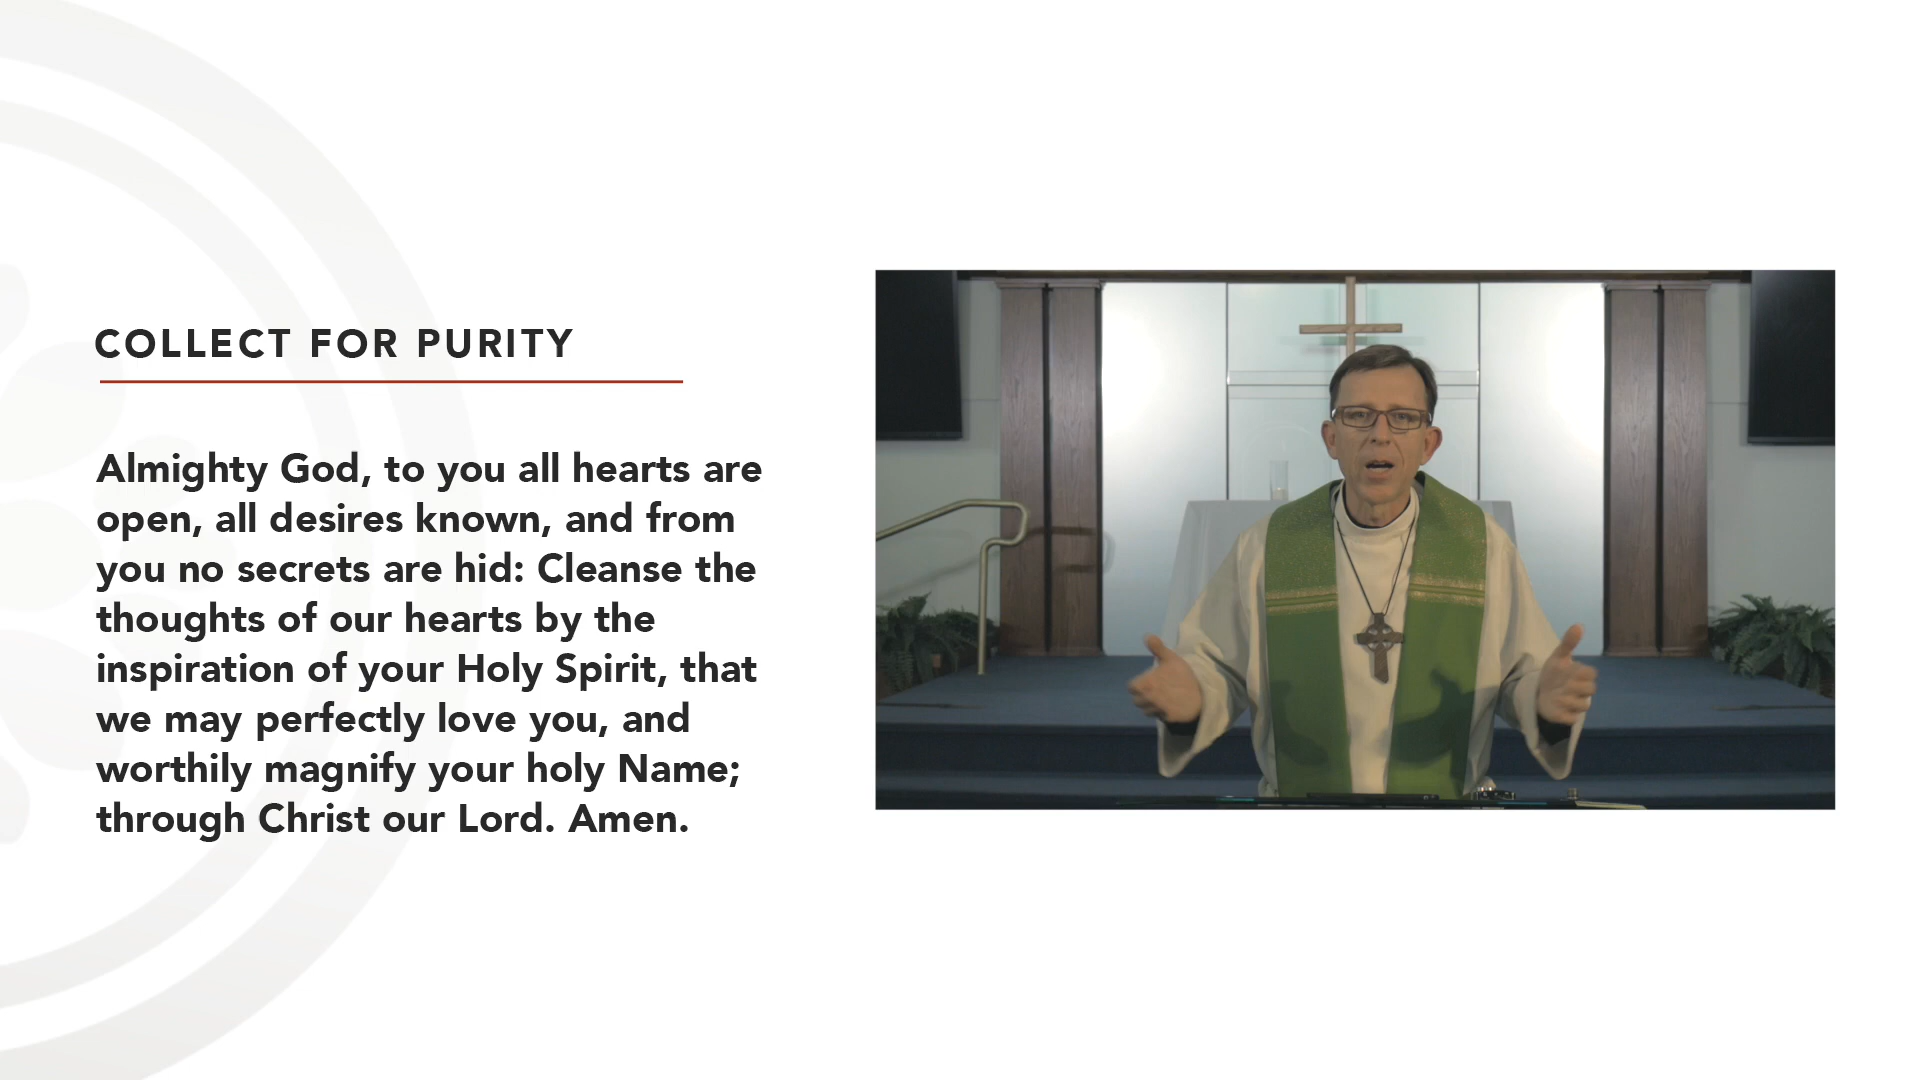 COLLECT FOR PURITY
Almighty God, to you all hearts are
open, all desires known, and from
you no secrets are hid: Cleanse the
thoughts of our hearts by the
inspiration of your Holy Spirit, that
we may perfectly love you, and
worthily magnify your holy Name;
through Christ our Lord. Amen.